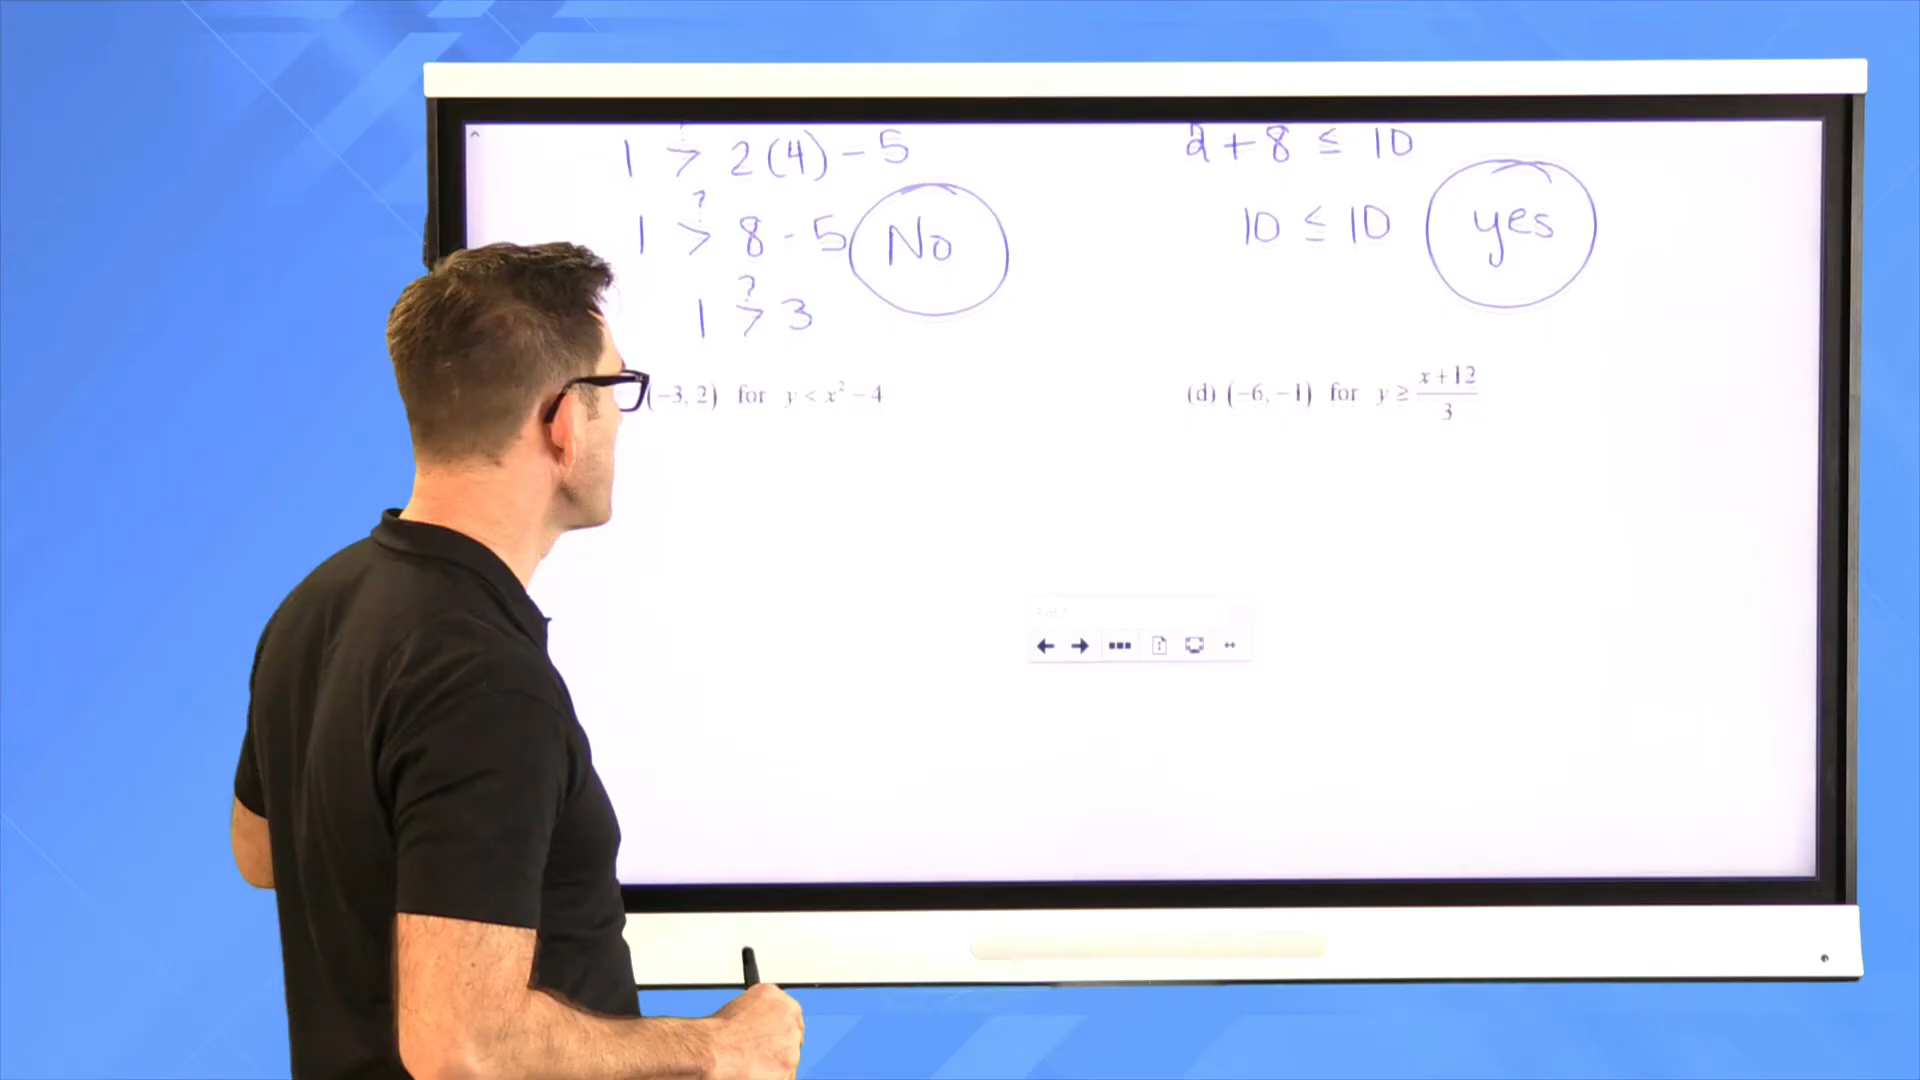 1 > 2(4) - 5
1 >? 8 - 5 No
1 >? 3
2 + 8 ≤ 10
10 ≤ 10 yes
(-3, 2) for y < x² - 4
(d) (-6, -1) for y ≥ (x+12)/3